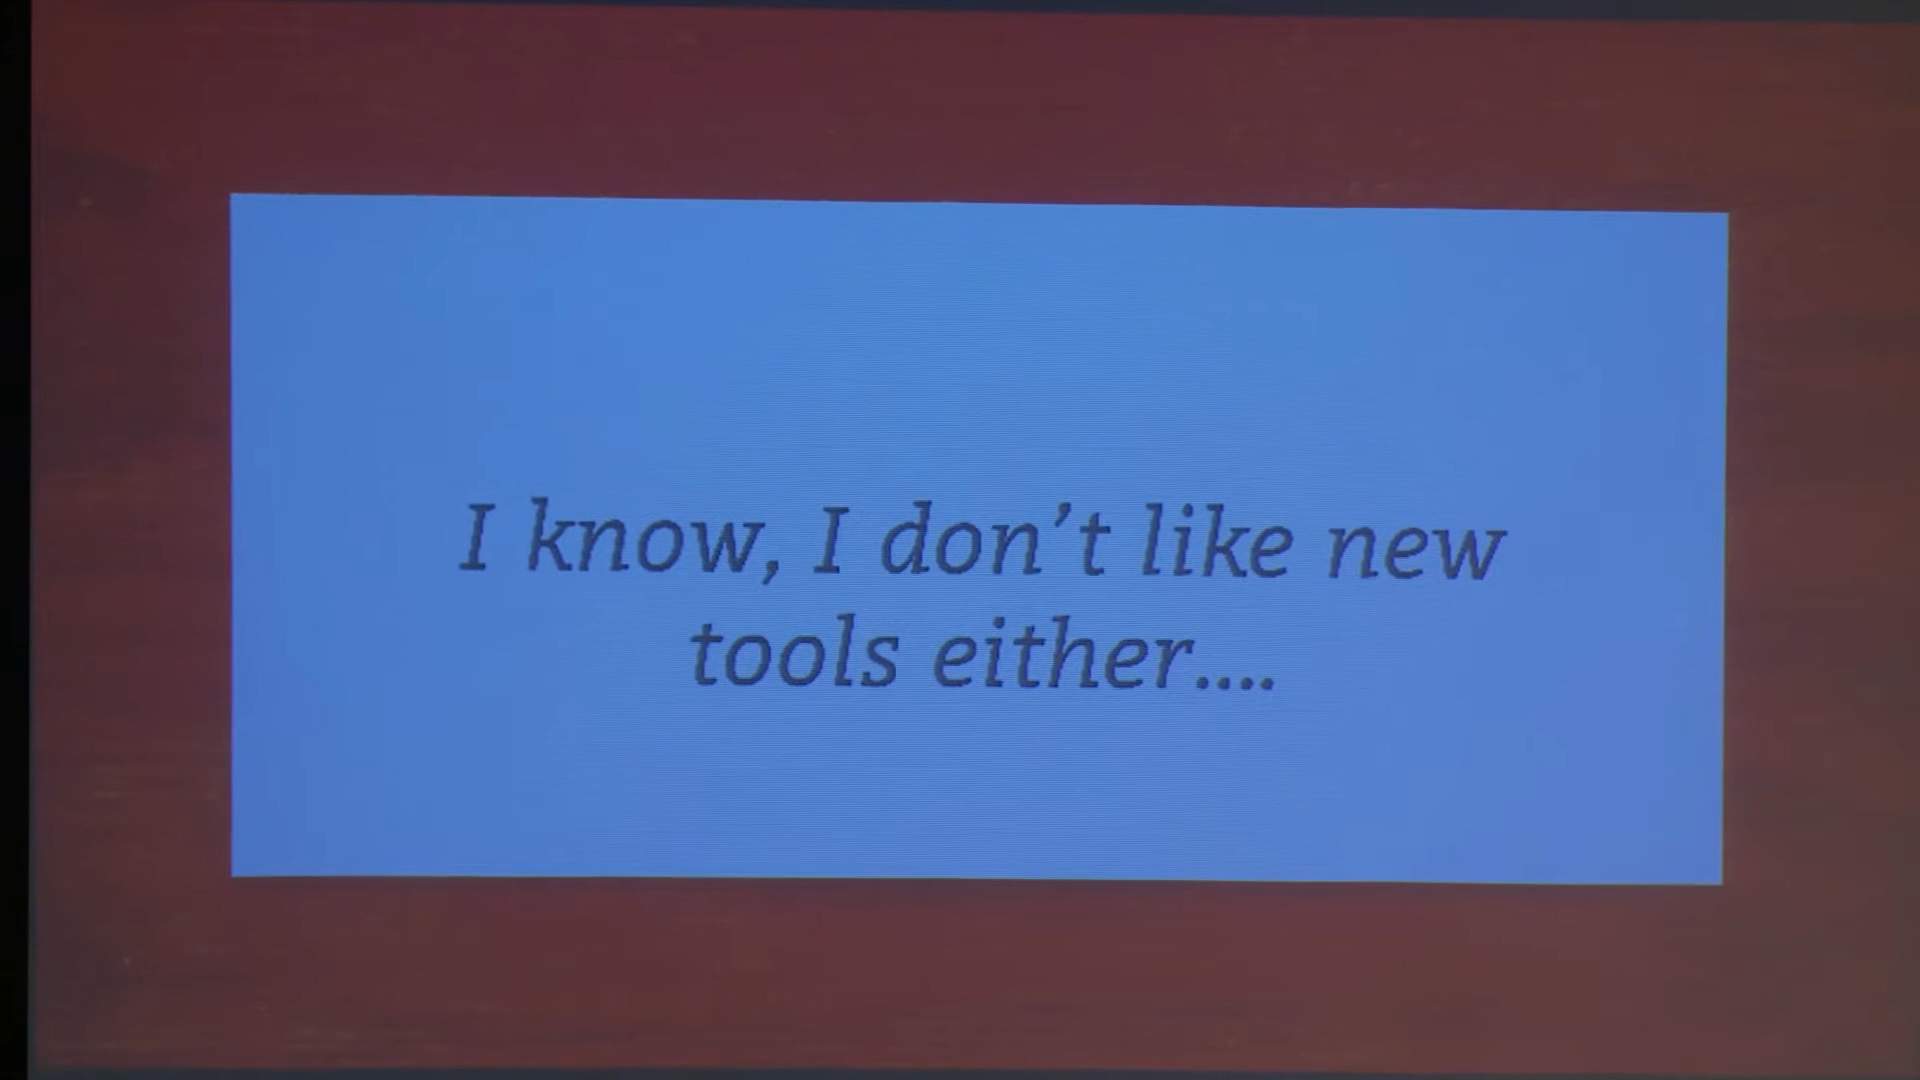 I know, I don’t like new
tools either....